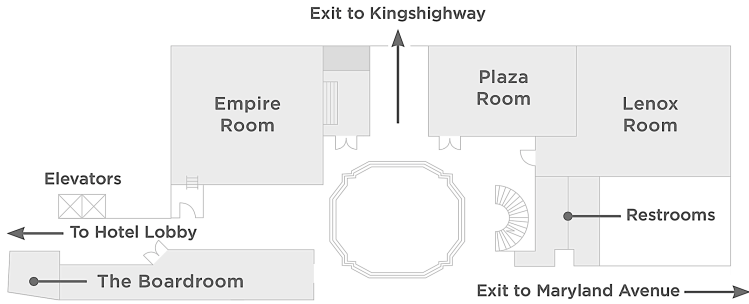 Exit to Kingshighway
Empire
Room
Plaza
Room
Lenox
Room
Elevators
Restrooms
To Hotel Lobby
The Boardroom
Exit to Maryland Avenue